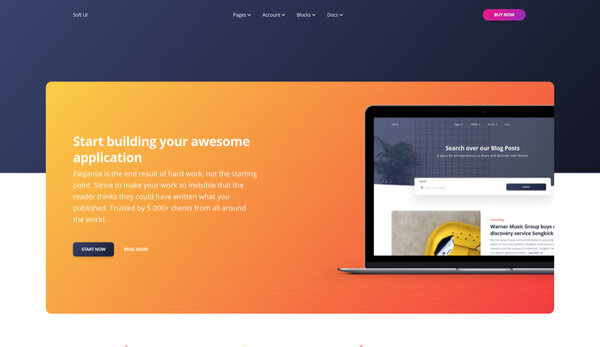 Soft UI
Pages
Account
Blocks
Docs
BUY NOW
Start building your awesome
application
Elegance is the end result of hard work, not the starting
point. Strive to make your work so invisible that the
reader thinks they could have written what you
published. Trusted by 5.000+ clients from all around
the world.
START NOW
READ MORE
Search over our Blog Posts
A place for entrepreneurs to share and discover new Stories
Warner Music Group buys
discovery service Songkick